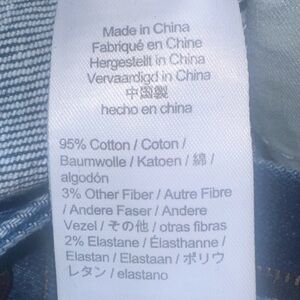 Made in China
Fabriqué en Chine
Hergestellt in China
Vervaardigd in China
中国製
hecho en china
95% Cotton / Coton /
Baumwolle / Katoen / 綿 /
algodón
3% Other Fiber / Autre Fibre
/ Andere Faser / Andere
Vezel / その他 / otras fibras
2% Elastane / Élasthanne /
Elastan / Elastaan / ポリウ
レタン / elastano